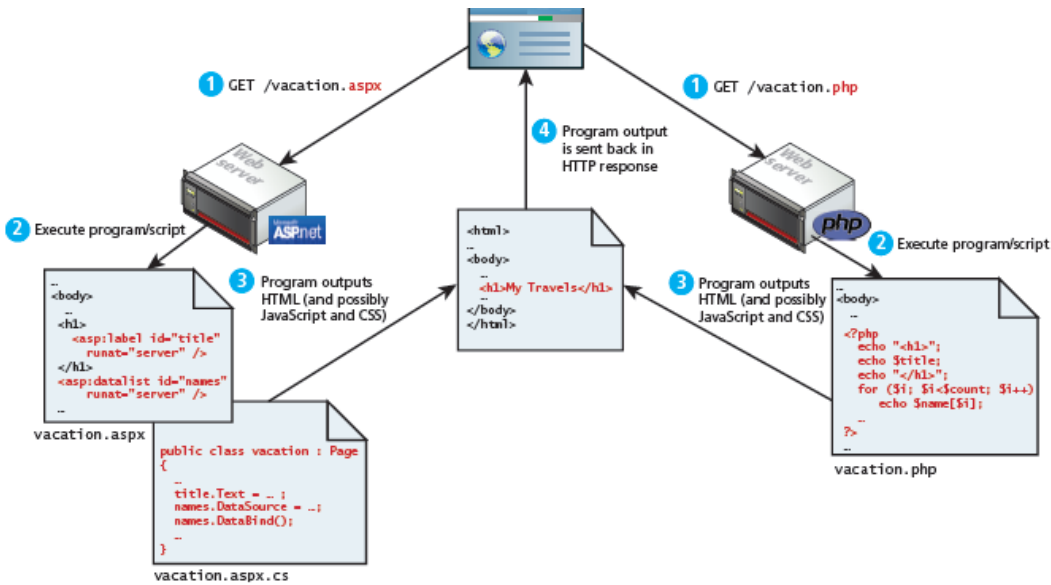 1 GET /vacation.aspx
1 GET /vacation.php
4 Program output
is sent back in
HTTP response
Web
server
Microsoft
ASP.net
Web
server
php
2 Execute program/script
2 Execute program/script
…
<body>
…
<h1>
<asp:label id="title"
runat="server" />
</h1>
<asp:datalist id="names"
runat="server" />
…
vacation.aspx
3 Program outputs
HTML (and possibly
JavaScript and CSS)
public class vacation : Page
{
…
title.Text = … ;
names.DataSource = …;
names.DataBind();
…
}
vacation.aspx.cs
<html>
…
<body>
…
<h1>My Travels</h1>
…
</body>
</html>
3 Program outputs
HTML (and possibly
JavaScript and CSS)
…
<body>
…
<?php
echo "<h1>";
echo $title;
echo "</h1>";
for ($i; $i<$count; $i++)
echo $name[$i];
…
?>
…
vacation.php